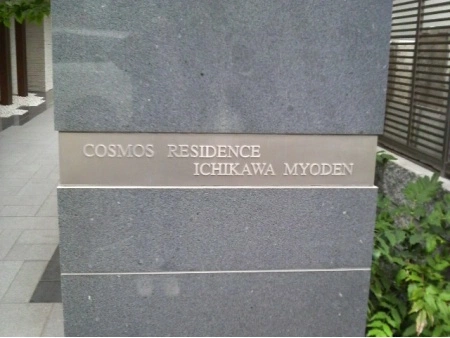 COSMOS RESIDENCE
ICHIKAWA MYODEN